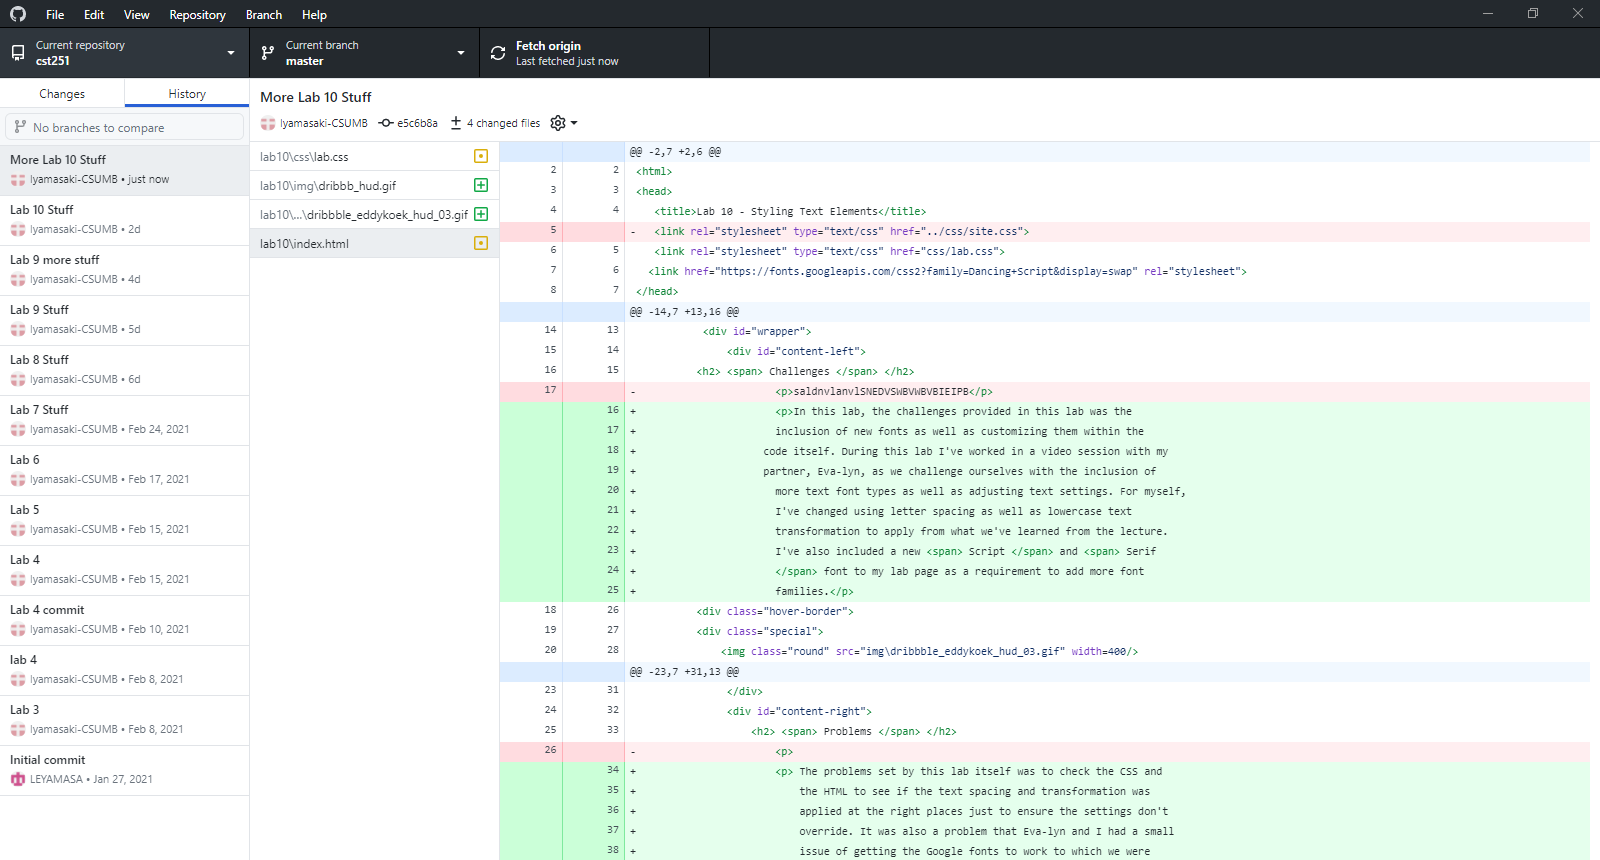 File Edit View Repository Branch Help
Current repository
cst251
Current branch
master
Fetch origin
Last fetched just now
Changes
History
No branches to compare
More Lab 10 Stuff
lyamasaki-CSUMB • just now
Lab 10 Stuff
lyamasaki-CSUMB • 2d
Lab 9 more stuff
lyamasaki-CSUMB • 4d
Lab 9 Stuff
lyamasaki-CSUMB • 5d
Lab 8 Stuff
lyamasaki-CSUMB • 6d
Lab 7 Stuff
lyamasaki-CSUMB • Feb 24, 2021
Lab 6
lyamasaki-CSUMB • Feb 17, 2021
Lab 5
lyamasaki-CSUMB • Feb 15, 2021
Lab 4
lyamasaki-CSUMB • Feb 15, 2021
Lab 4 commit
lyamasaki-CSUMB • Feb 10, 2021
lab 4
lyamasaki-CSUMB • Feb 8, 2021
Lab 3
lyamasaki-CSUMB • Feb 8, 2021
Initial commit
LEYAMASA • Jan 27, 2021
More Lab 10 Stuff
lyamasaki-CSUMB e5c6b8a 4 changed files
lab10\css\lab.css
lab10\img\dribbb_hud.gif
lab10\...\dribbble_eddykoek_hud_03.gif
lab10\index.html
@@ -2,7 +2,6 @@
2 2 <html>
3 3 <head>
4 4 <title>Lab 10 - Styling Text Elements</title>
5 - <link rel="stylesheet" type="text/css" href="../css/site.css">
6 5 <link rel="stylesheet" type="text/css" href="css/lab.css">
7 6 <link href="https://fonts.googleapis.com/css2?family=Dancing+Script&display=swap" rel="stylesheet">
8 7 </head>
@@ -14,7 +13,16 @@
14 13 <div id="wrapper">
15 14 <div id="content-left">
16 15 <h2> <span> Challenges </span> </h2>
17 - <p>saldnvlanvlSNEDVSWBVWBVBIEIPB</p>
16 + <p>In this lab, the challenges provided in this lab was the
17 + inclusion of new fonts as well as customizing them within the
18 + code itself. During this lab I've worked in a video session with my
19 + partner, Eva-lyn, as we challenge ourselves with the inclusion of
20 + more text font types as well as adjusting text settings. For myself,
21 + I've changed using letter spacing as well as lowercase text
22 + transformation to apply from what we've learned from the lecture.
23 + I've also included a new <span> Script </span> and <span> Serif
24 + </span> font to my lab page as a requirement to add more font
25 + families.</p>
18 26 <div class="hover-border">
19 27 <div class="special">
20 28 <img class="round" src="img\dribbble_eddykoek_hud_03.gif" width=400/>
@@ -23,7 +31,13 @@
23 31 </div>
24 32 <div id="content-right">
25 33 <h2> <span> Problems </span> </h2>
26 - <p>
34 + <p> The problems set by this lab itself was to check the CSS and
35 + the HTML to see if the text spacing and transformation was
36 + applied at the right places just to ensure the settings don't
37 + override. It was also a problem that Eva-lyn and I had a small
38 + issue of getting the Google fonts to work to which we were